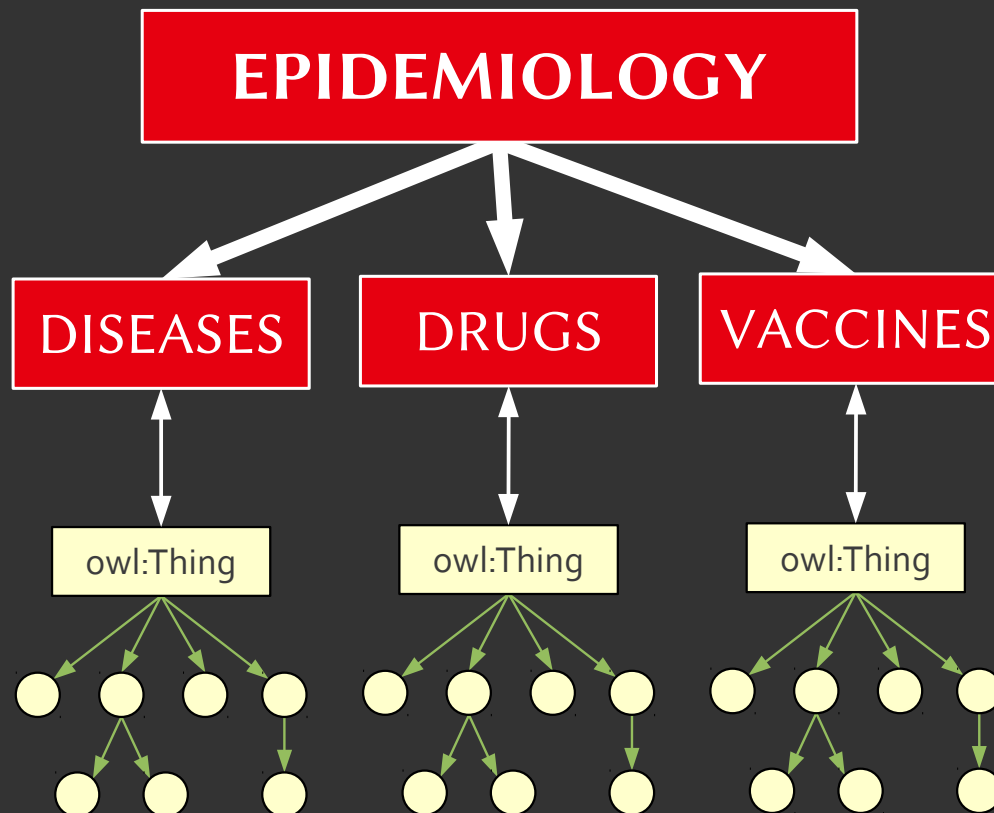 EPIDEMIOLOGY
DISEASES
DRUGS
VACCINES
owl:Thing
owl:Thing
owl:Thing